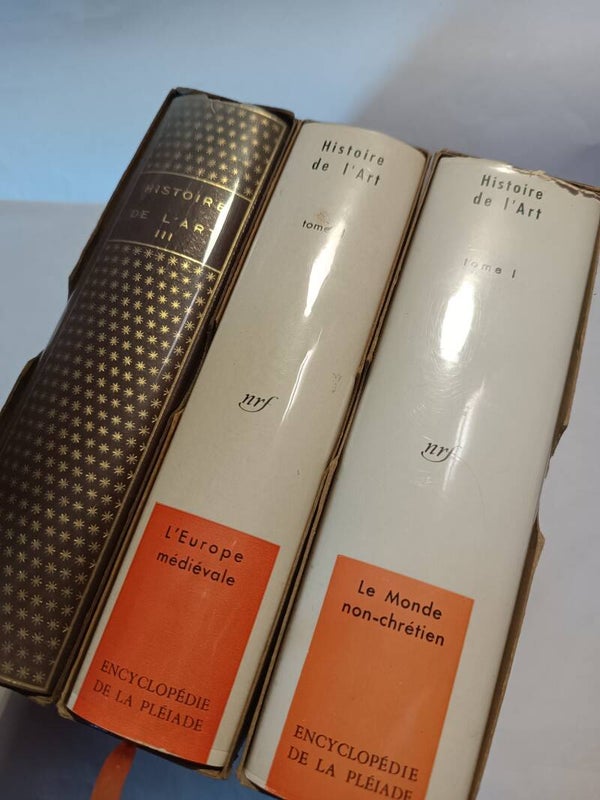 HISTOIRE
DE L'ART
III
Histoire
de l'Art
tome
nrf
L'Europe
médiévale
ENCYCLOPÉDIE
DE LA PLÉIADE
Histoire
de l'Art
tome I
nrf
Le Monde
non-chrétien
ENCYCLOPÉDIE
DE LA PLÉIADE